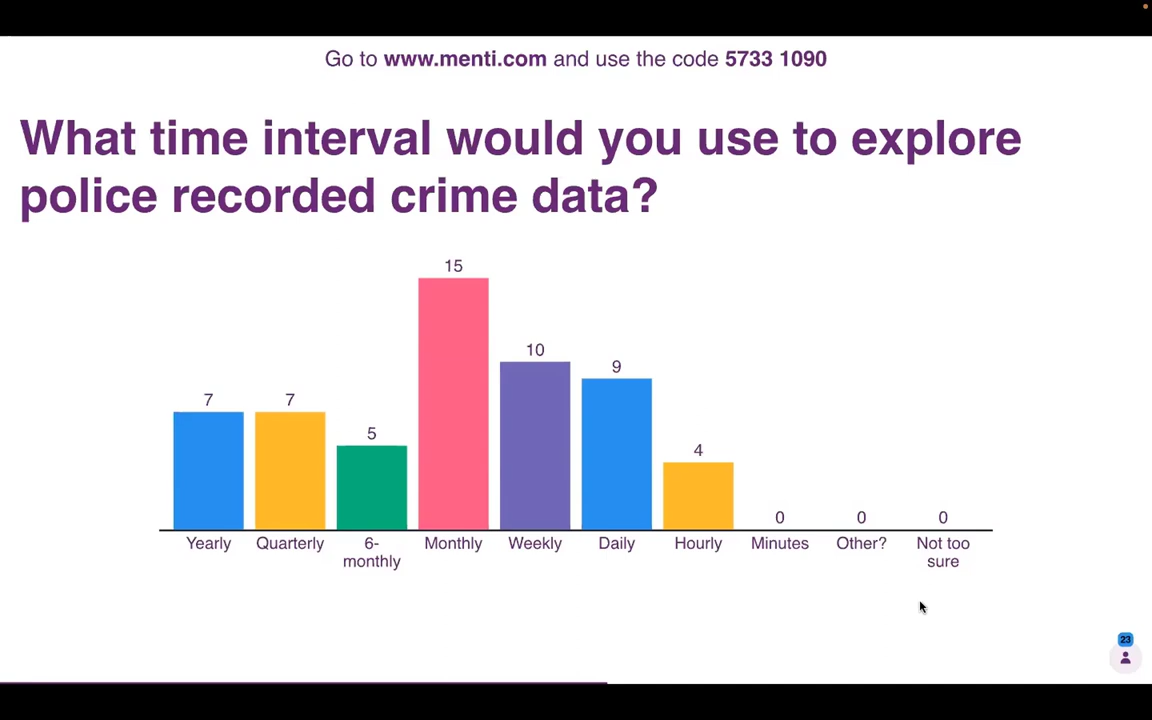 Go to www.menti.com and use the code 5733 1090
What time interval would you use to explore
police recorded crime data?
15
10
9
7
7
5
4
0
0
0
Yearly
Quarterly
6-
monthly
Monthly
Weekly
Daily
Hourly
Minutes
Other?
Not too
sure
23